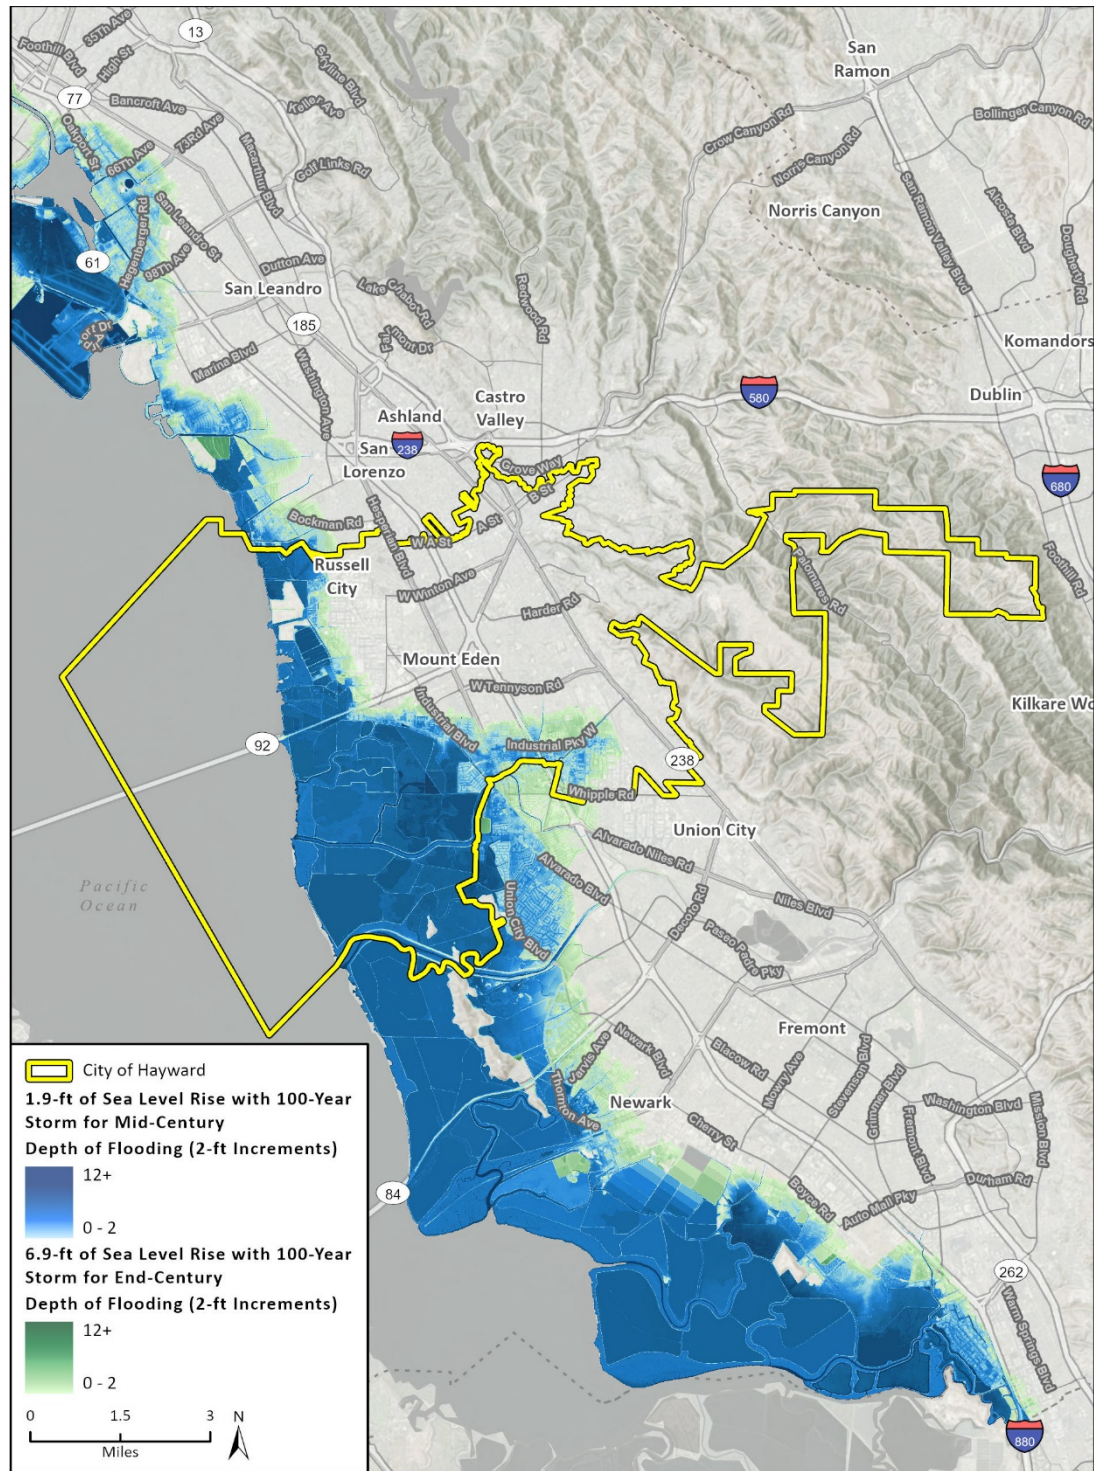 13
San
Ramon
35Th Ave
Foothill Blvd
High St
Skyline Blvd
77
Bancroft Ave
Keller Ave
Crow Canyon Rd
Bollinger Canyon Rd
Oakport St
66Th Ave
73Rd Ave
Macarthur Blvd
Golf Links Rd
Norris Canyon Rd
San Ramon Valley Blvd
Alcosta Blvd
Norris Canyon
Hegenberger Rd
San Leandro St
98Th Ave
61
Dutton Ave
Dougherty Rd
San Leandro
Lake Chabot Rd
Redwood Rd
185
Fairmont Dr
Airport Dr
Marina Blvd
Washington Ave
Komandors
Castro
Valley
580
Dublin
Ashland
238
San
Lorenzo
Grove Way
680
B St
Hesperian Blvd
Bockman Rd
A St
W A St
Russell
City
Foothill Rd
Palomares Rd
W Winton Ave
Harder Rd
Mount Eden
W Tennyson Rd
Kilkare Wo
Industrial Blvd
92
Industrial Pky W
238
Whipple Rd
Union City
Alvarado Niles Rd
Pacific
Ocean
Alvarado Blvd
Niles Blvd
Union City Blvd
Decoto Rd
Paseo Padre Pky
Fremont
Newark Blvd
Jarvis Ave
Blacow Rd
Mowry Ave
Stevenson Blvd
Grimmer Blvd
Thornton Ave
Newark
Washington Blvd
Mission Blvd
Cherry St
Fremont Blvd
Durham Rd
84
Boyce Rd
Auto Mall Pky
262
Warm Springs Blvd
880
City of Hayward
1.9-ft of Sea Level Rise with 100-Year
Storm for Mid-Century
Depth of Flooding (2-ft Increments)
12+
0 - 2
6.9-ft of Sea Level Rise with 100-Year
Storm for End-Century
Depth of Flooding (2-ft Increments)
12+
0 - 2
0 1.5 3
Miles
N